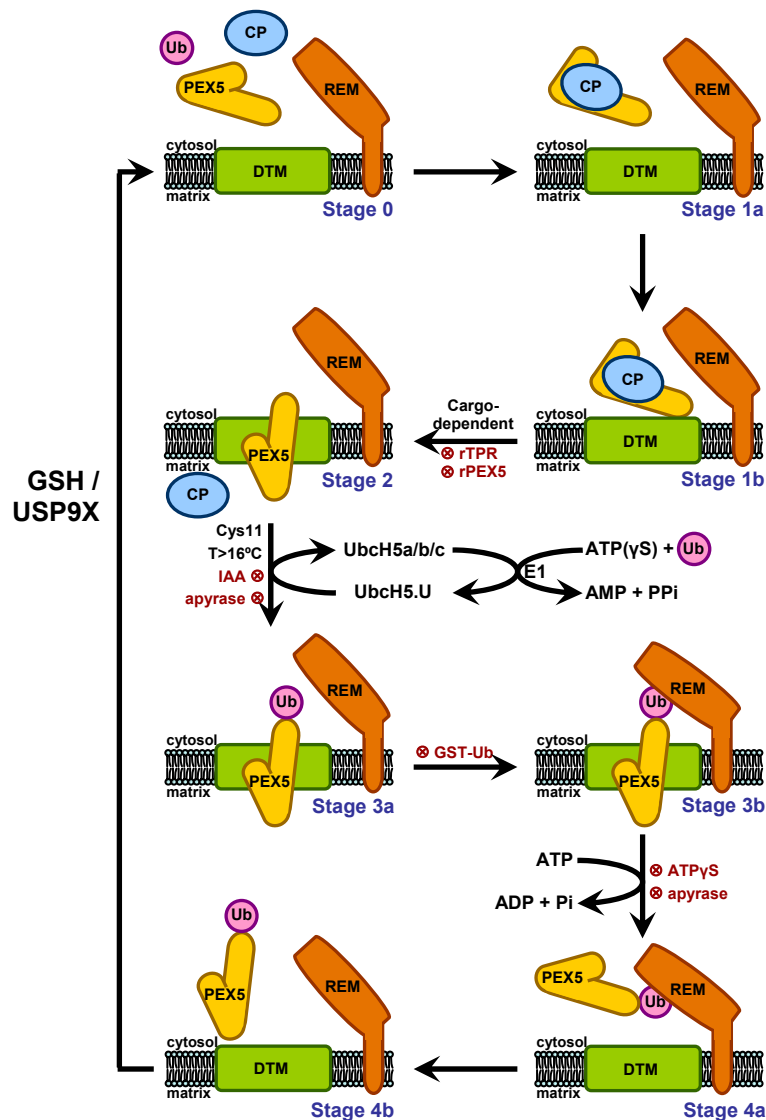 Ub
CP
PEX5
REM
cytosol
DTM
matrix
Stage 0
CP
REM
cytosol
DTM
matrix
Stage 1a
REM
cytosol
PEX5
matrix
Stage 2
CP
Cargo-
dependent
⊗ rTPR
⊗ rPEX5
CP
REM
cytosol
DTM
matrix
Stage 1b
GSH /
USP9X
Cys11
T>16ºC
IAA ⊗
apyrase ⊗
UbcH5a/b/c
UbcH5.U
E1
ATP(γS) + Ub
AMP + PPi
Ub
REM
cytosol
PEX5
matrix
Stage 3a
⊗ GST-Ub
Ub
REM
cytosol
PEX5
matrix
Stage 3b
ATP
ADP + Pi
⊗ ATPγS
⊗ apyrase
Ub
PEX5
REM
cytosol
DTM
matrix
Stage 4b
PEX5
Ub
REM
cytosol
DTM
matrix
Stage 4a